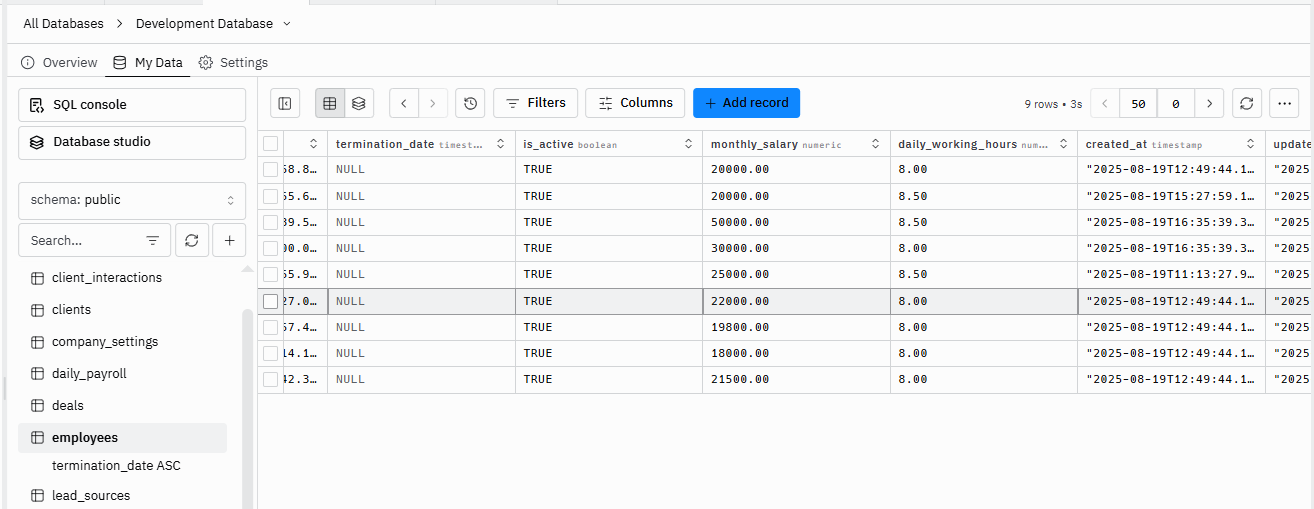 All Databases > Development Database
Overview My Data Settings
SQL console
Database studio
schema: public
Search...
client_interactions
clients
company_settings
daily_payroll
deals
employees
termination_date ASC
lead_sources
Filters Columns + Add record 9 rows • 3s 50 0
termination_date timest... is_active boolean monthly_salary numeric daily_working_hours num... created_at timestamp update
58.8... NULL TRUE 20000.00 8.00 "2025-08-19T12:49:44.1... "2025
55.6... NULL TRUE 20000.00 8.50 "2025-08-19T15:27:59.1... "2025
39.5... NULL TRUE 50000.00 8.50 "2025-08-19T16:35:39.3... "2025
00.0... NULL TRUE 30000.00 8.00 "2025-08-19T16:35:39.3... "2025
55.9... NULL TRUE 25000.00 8.50 "2025-08-19T11:13:27.9... "2025
27.0... NULL TRUE 22000.00 8.00 "2025-08-19T12:49:44.1... "2025
57.4... NULL TRUE 19800.00 8.00 "2025-08-19T12:49:44.1... "2025
14.1... NULL TRUE 18000.00 8.00 "2025-08-19T12:49:44.1... "2025
42.3... NULL TRUE 21500.00 8.00 "2025-08-19T12:49:44.1... "2025